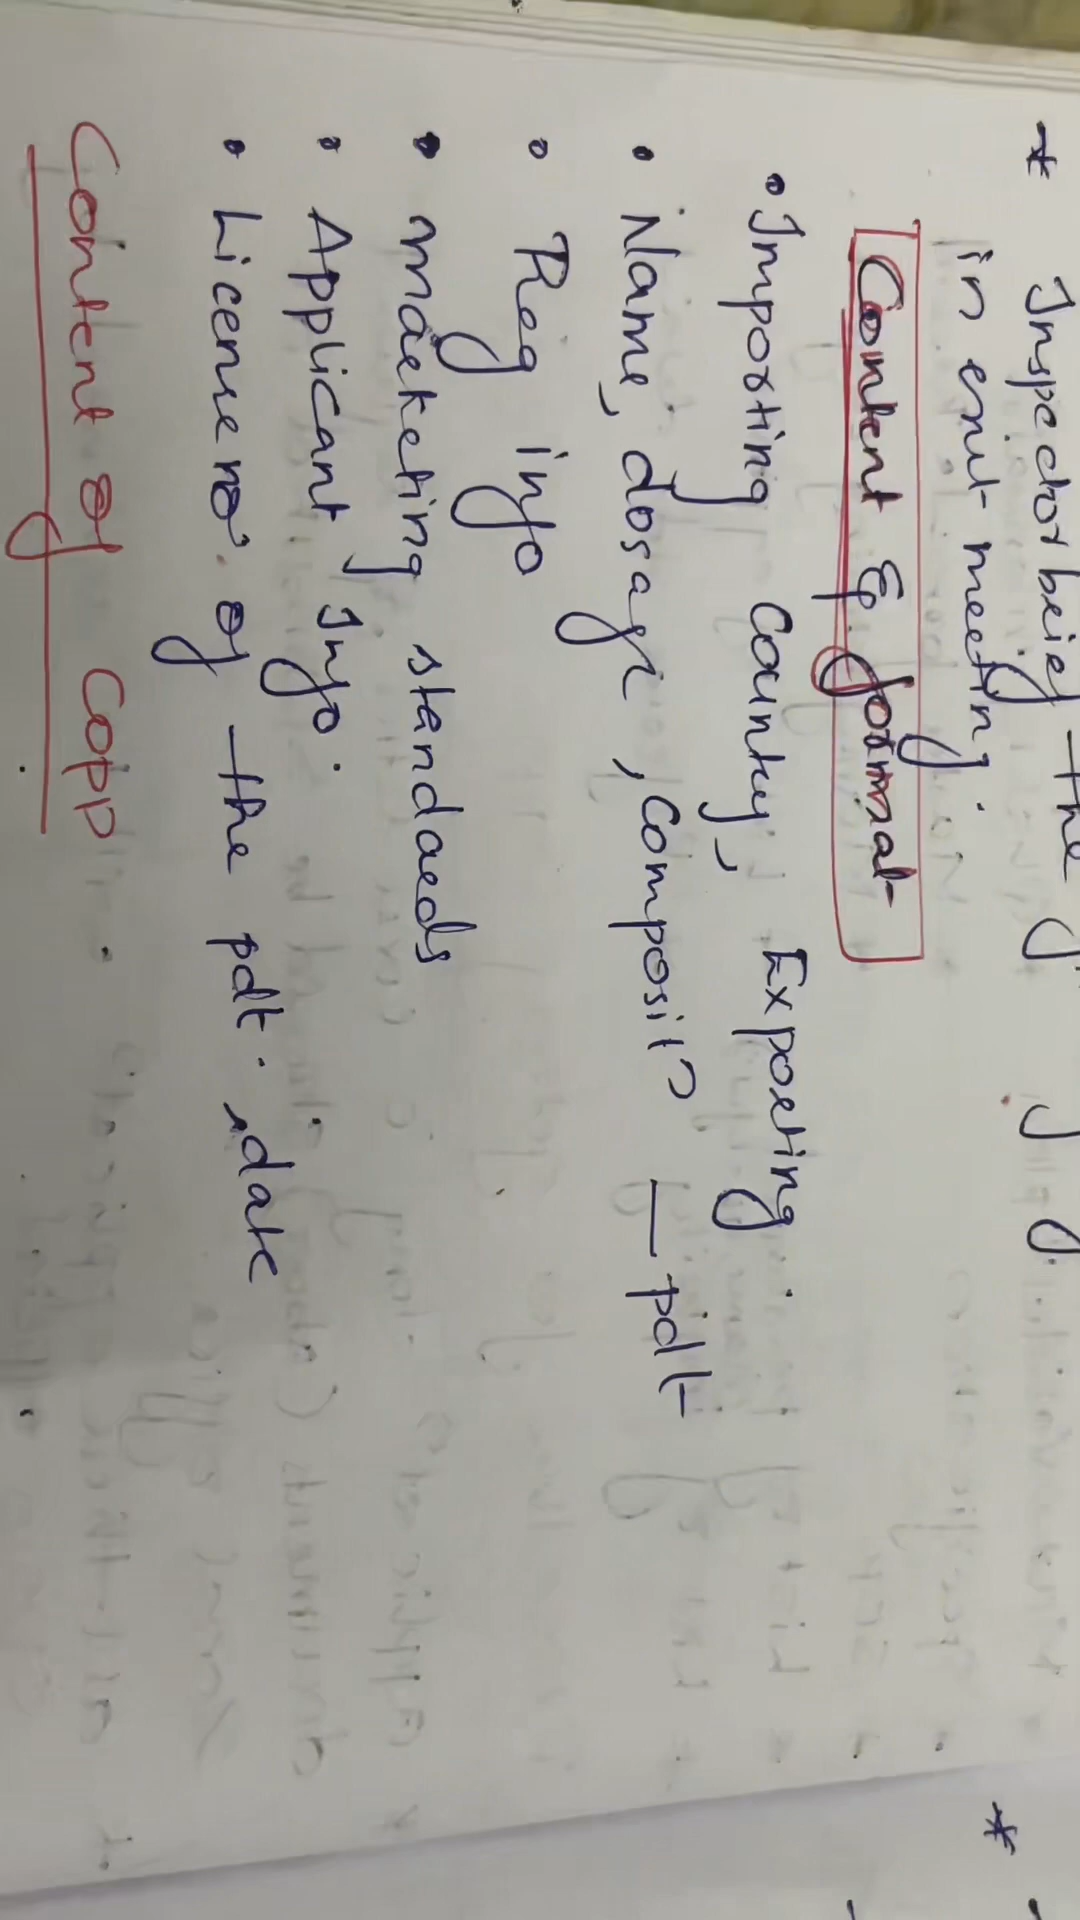 * Inspector brief the
in exit meeting.
Content & format
• Importing Country, Exporting
• Name, dosage, Composi?n — pdt
• Reg info
• marketing standards
• Applicant Info.
• License no. of the pdt. date
Content of COPP